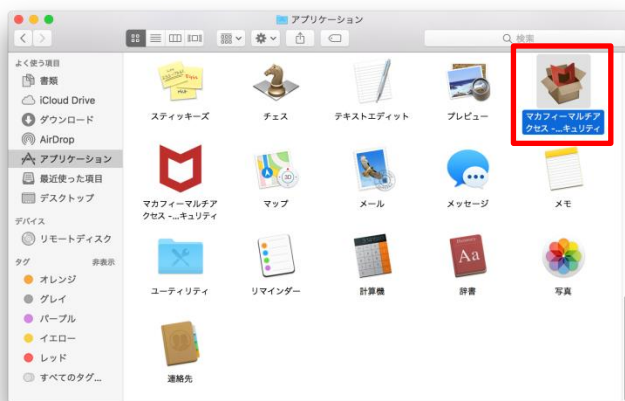 アプリケーション
検索
よく使う項目
書類
iCloud Drive
ダウンロード
AirDrop
アプリケーション
最近使った項目
デスクトップ
デバイス
リモートディスク
タグ
非表示
オレンジ
グレイ
パープル
イエロー
レッド
すべてのタグ...
スティッキーズ
チェス
テキストエディット
プレビュー
マカフィーマルチア
クセス -...キュリティ
マカフィーマルチア
クセス -...キュリティ
マップ
メール
メッセージ
メモ
ユーティリティ
リマインダー
計算機
辞書
写真
連絡先
Aa
3D